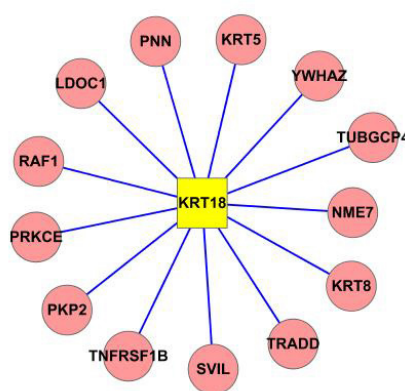 PNN
KRT5
LDOC1
YWHAZ
TUBGCP4
RAF1
KRT18
NME7
PRKCE
KRT8
PKP2
TNFRSF1B
SVIL
TRADD